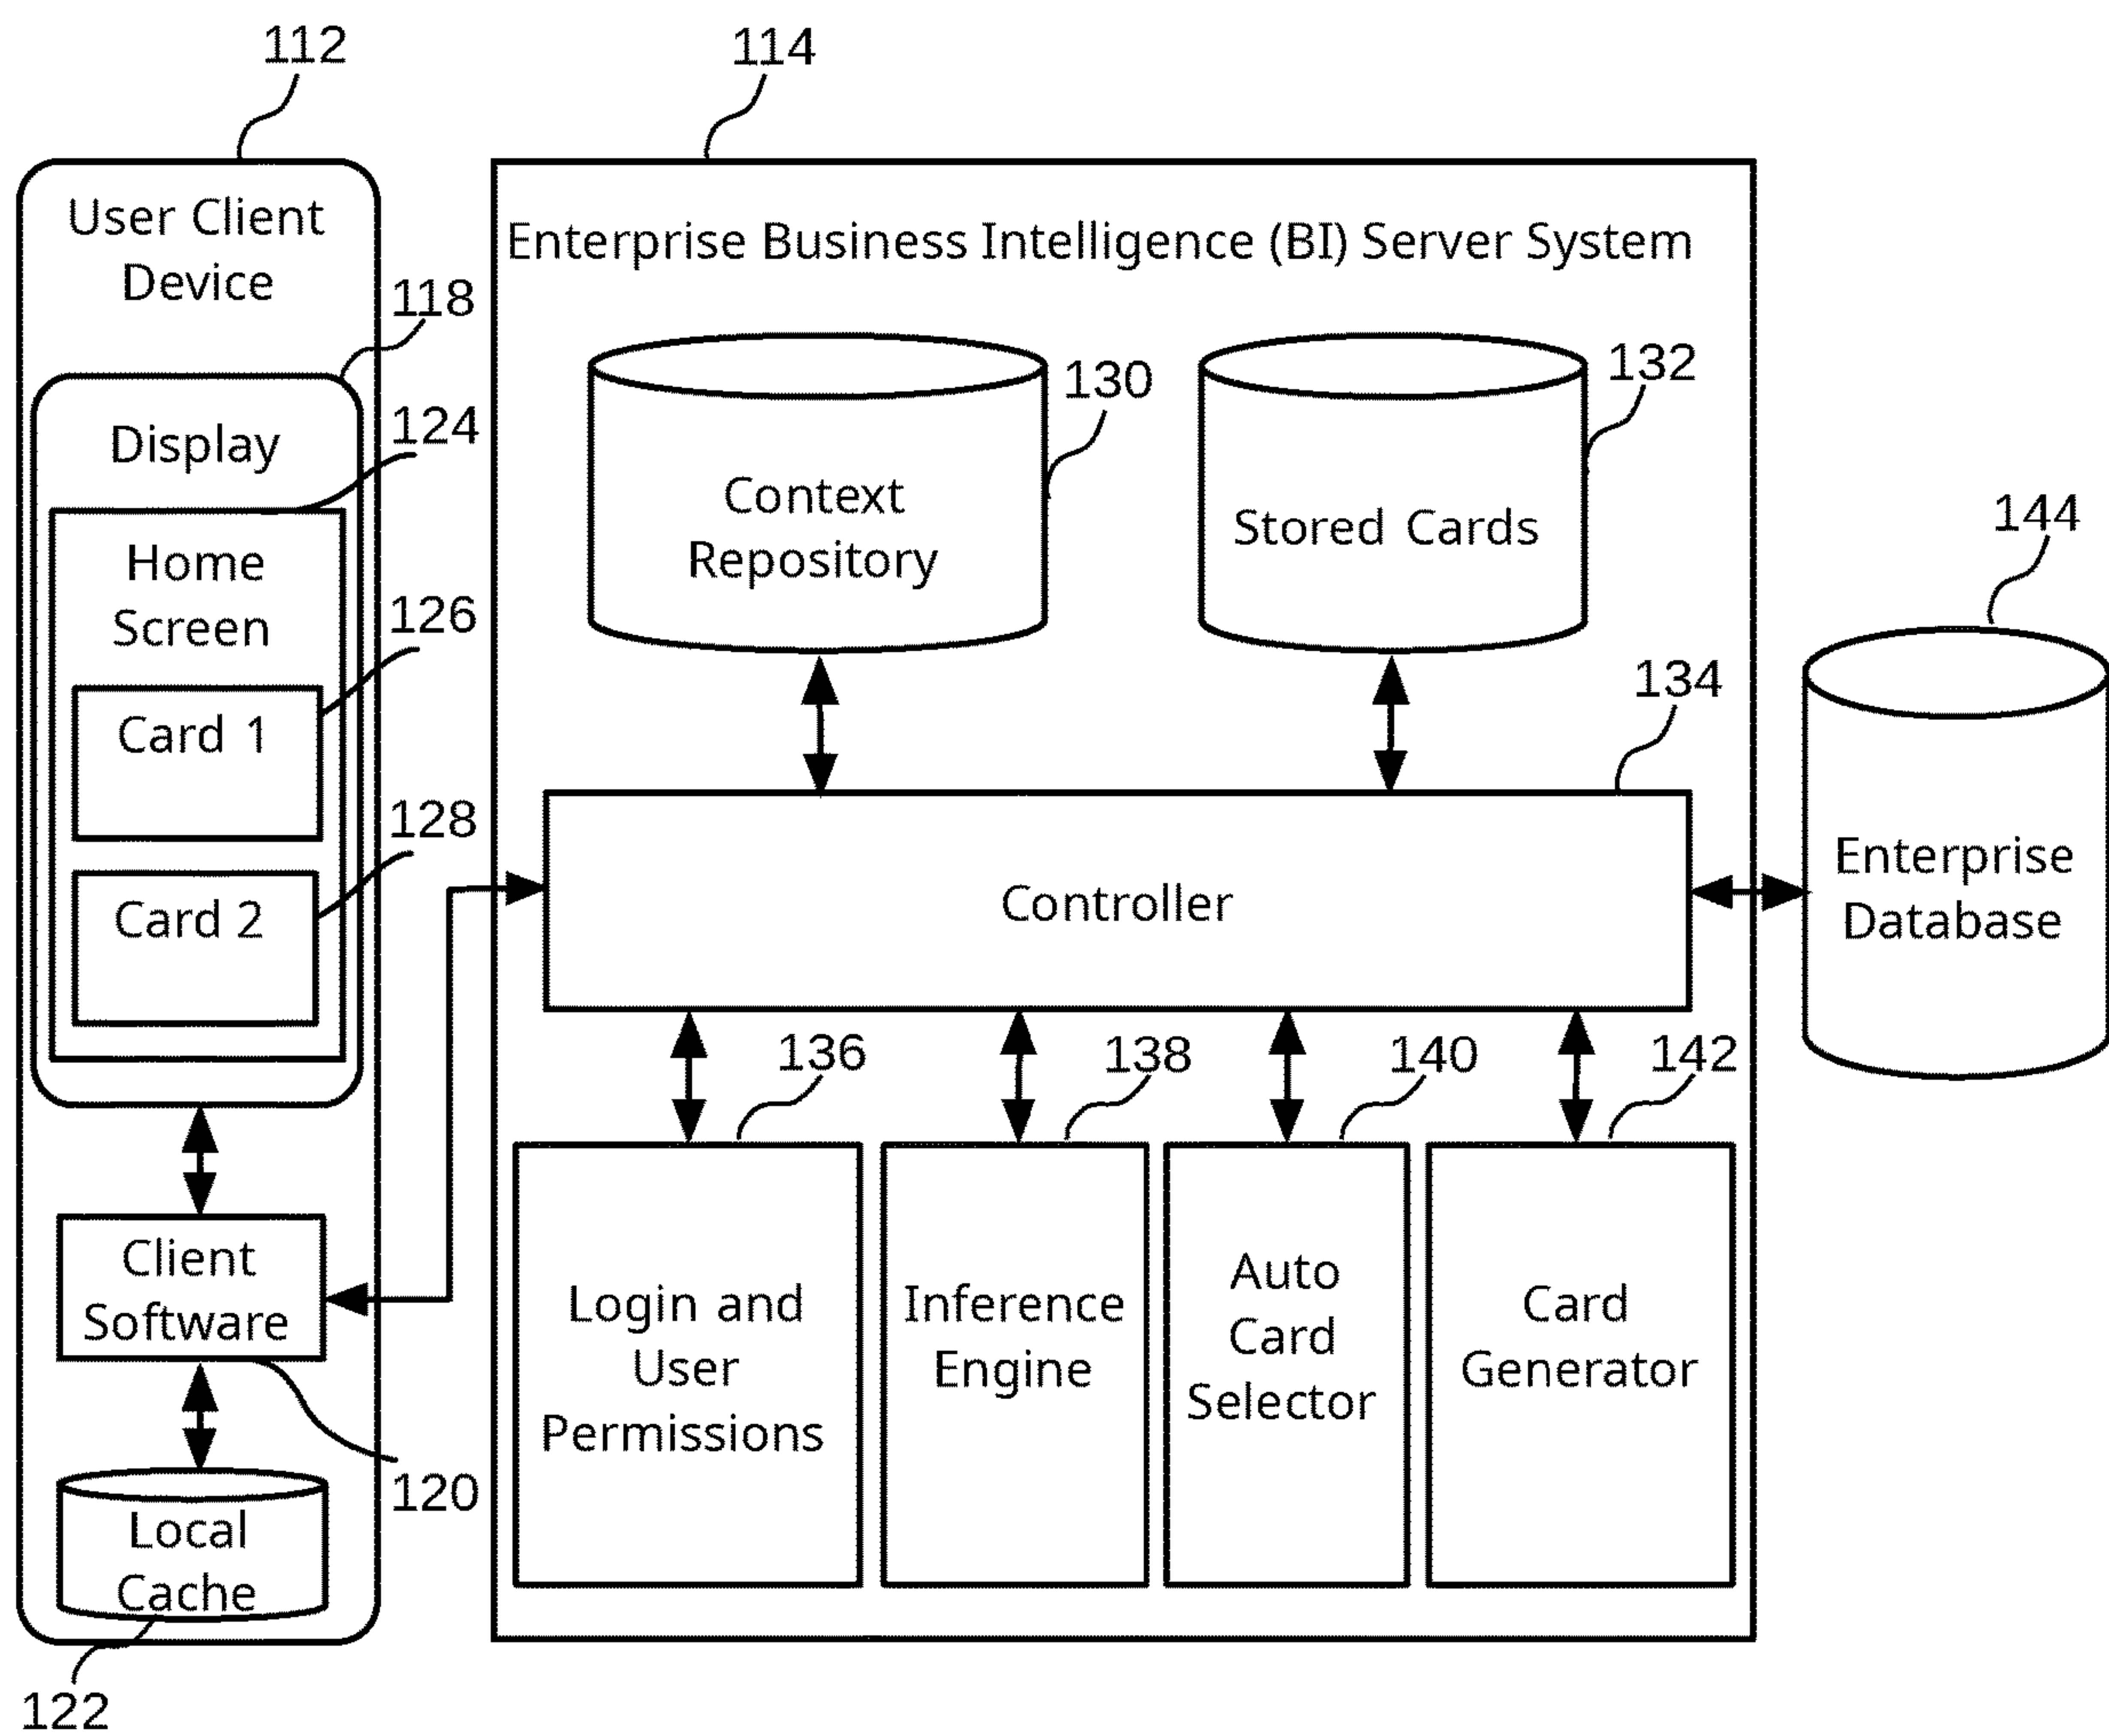 112
114
User Client
Device
118
Display
124
Home
Screen
126
Card 1
128
Card 2
Client
Software
120
Local
Cache
122
Enterprise Business Intelligence (BI) Server System
130
Context
Repository
132
Stored Cards
134
Controller
144
Enterprise
Database
136
Login and
User
Permissions
138
Inference
Engine
140
Auto
Card
Selector
142
Card
Generator